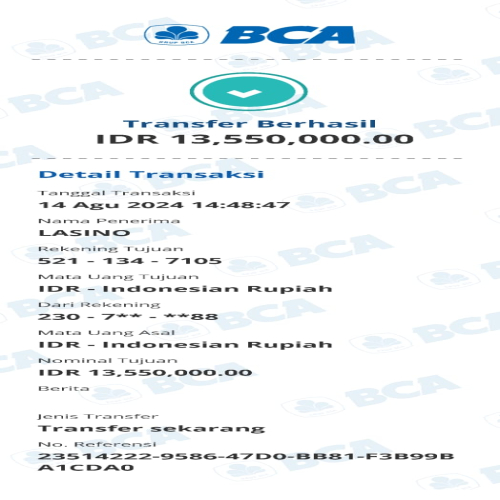 BCA
Transfer Berhasil
IDR 13,550,000.00
Detail Transaksi
Tanggal Transaksi
14 Agu 2024 14:48:47
Nama Penerima
LASINO
Rekening Tujuan
521 - 134 - 7105
Mata Uang Tujuan
IDR - Indonesian Rupiah
Dari Rekening
230 - 7** - **88
Mata Uang Asal
IDR - Indonesian Rupiah
Nominal Tujuan
IDR 13,550,000.00
Berita
Jenis Transfer
Transfer sekarang
No. Referensi
23514222-9586-47D0-BB81-F3B99B
A1CDA0